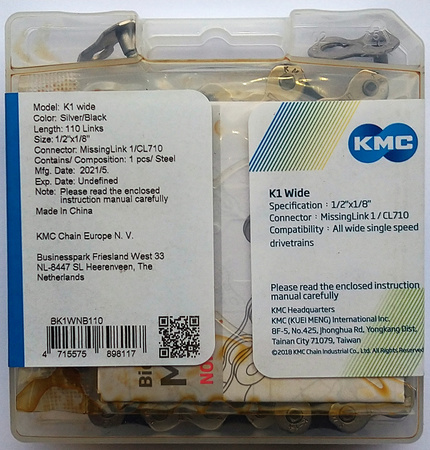 Model: K1 wide
Color: Silver/Black
Length: 110 Links
Size: 1/2"x1/8"
Connector: MissingLink 1/CL710
Contains/ Composition: 1 pcs/ Steel
Mfg. Date: 2021/5.
Exp. Date: Undefined
Note: Please read the enclosed
instruction manual carefully
Made In China
KMC Chain Europe N. V.
Businesspark Friesland West 33
NL-8447 SL Heerenveen, The
Netherlands
BK1WNB110
4 715575 898117
KMC
K1 Wide
Specification : 1/2"x1/8"
Connector : MissingLink 1 / CL710
Compatibility : All wide single speed
drivetrains
Please read the enclosed instruction
manual carefully
KMC Headquarters
KMC (KUEI MENG) International Inc.
BF-5, No.425, Jhonghua Rd, Yongkang Dist,
Tainan City 71079, Taiwan
©2018 KMC Chain Industrial Co., Ltd. All Rights Reserved